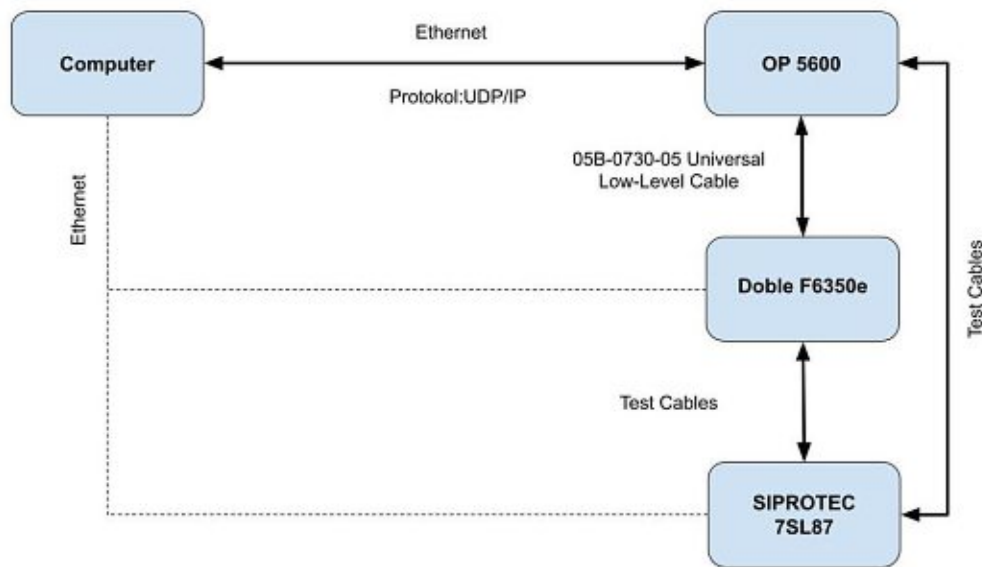 Computer
Ethernet
Protokol:UDP/IP
OP 5600
05B-0730-05 Universal
Low-Level Cable
Ethernet
Doble F6350e
Test Cables
Test Cables
SIPROTEC
7SL87